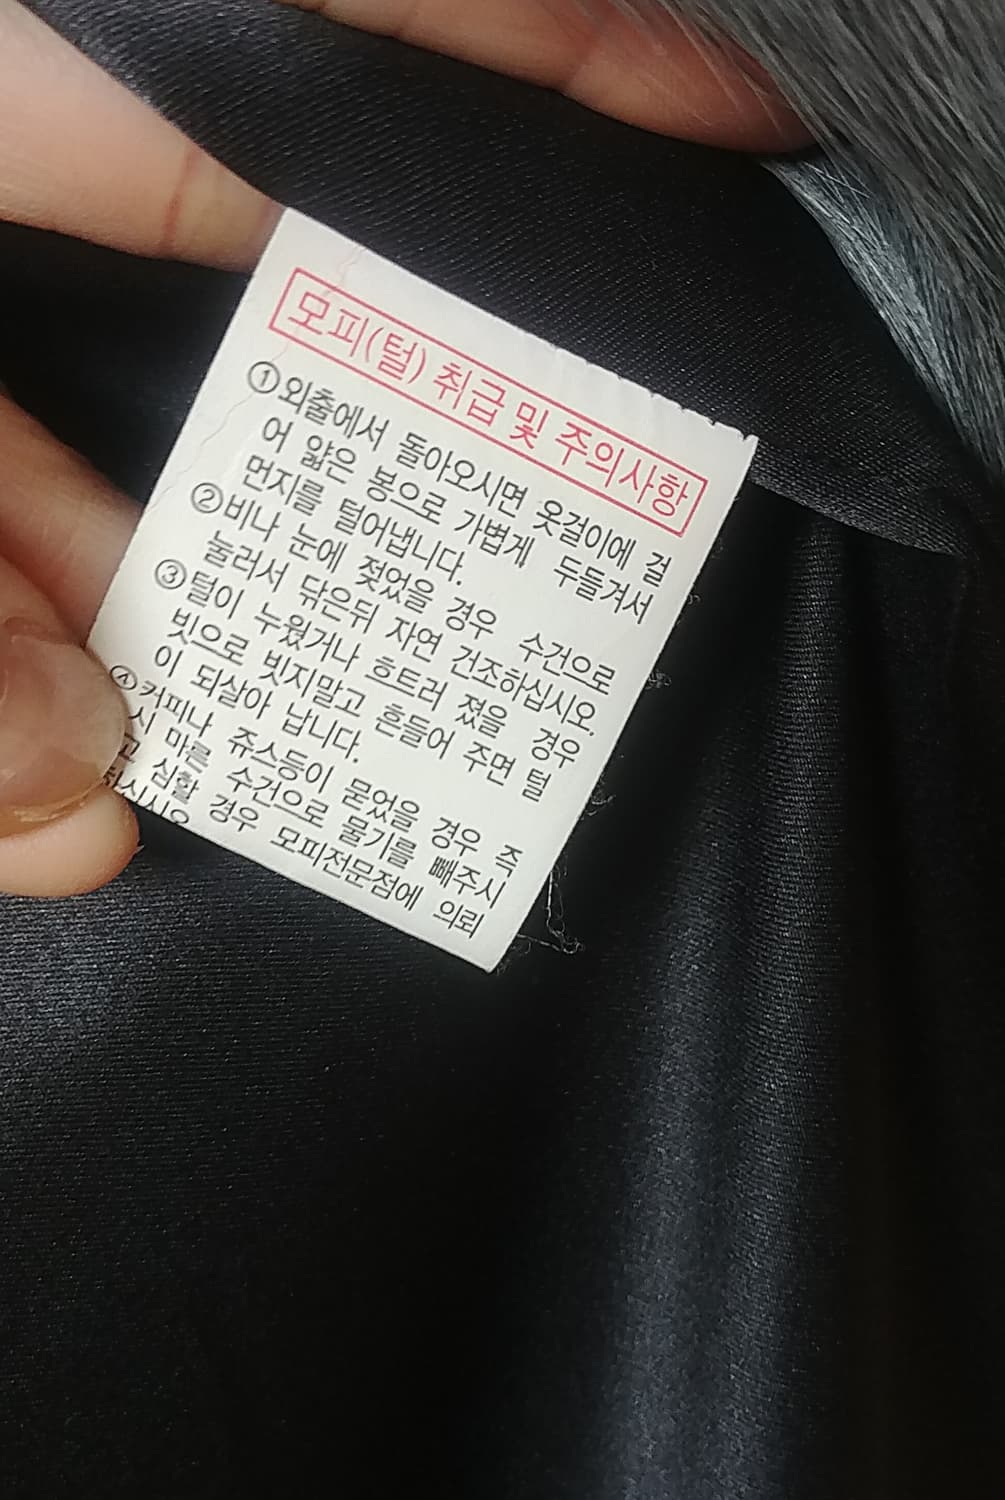 모피(털) 취급 및 주의사항
①외출에서 돌아오시면 옷걸이에 걸
어 얇은 봉으로 가볍게 두들겨서
먼지를 털어냅니다.
②비나 눈에 젖었을 경우 수건으로
눌러서 닦은뒤 자연 건조하십시오.
③털이 누웠거나 흐트러 졌을 경우
빗으로 빗지말고 흔들어 주면 털
이 되살아 납니다.
④커피나 쥬스등이 묻었을 경우 즉
시 마른 수건으로 물기를 빼주시
고 심할 경우 모피전문점에 의뢰
하십시오